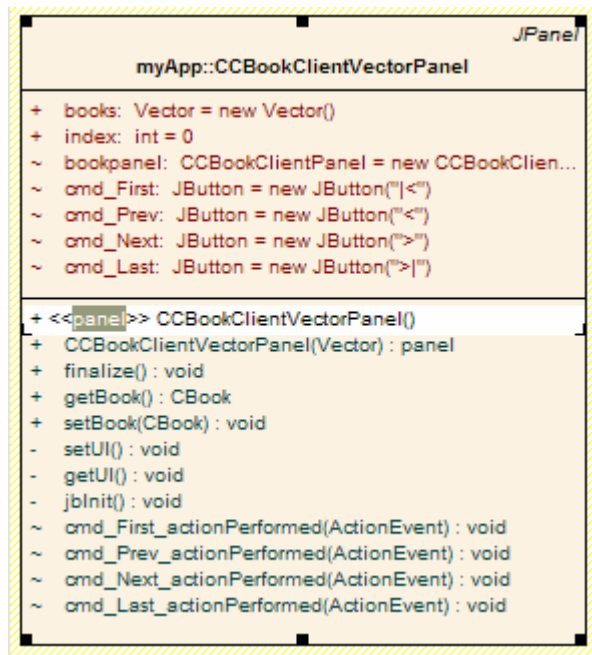 JPanel
myApp::CCBookClientVectorPanel
+ books: Vector = new Vector()
+ index: int = 0
~ bookpanel: CCBookClientPanel = new CCBookClien...
~ cmd_First: JButton = new JButton("|<")
~ cmd_Prev: JButton = new JButton("<")
~ cmd_Next: JButton = new JButton(">")
~ cmd_Last: JButton = new JButton(">|")
+ <<panel>> CCBookClientVectorPanel()
+ CCBookClientVectorPanel(Vector) : panel
+ finalize() : void
+ getBook() : CBook
+ setBook(CBook) : void
- setUI() : void
- getUI() : void
- jbInit() : void
~ cmd_First_actionPerformed(ActionEvent) : void
~ cmd_Prev_actionPerformed(ActionEvent) : void
~ cmd_Next_actionPerformed(ActionEvent) : void
~ cmd_Last_actionPerformed(ActionEvent) : void